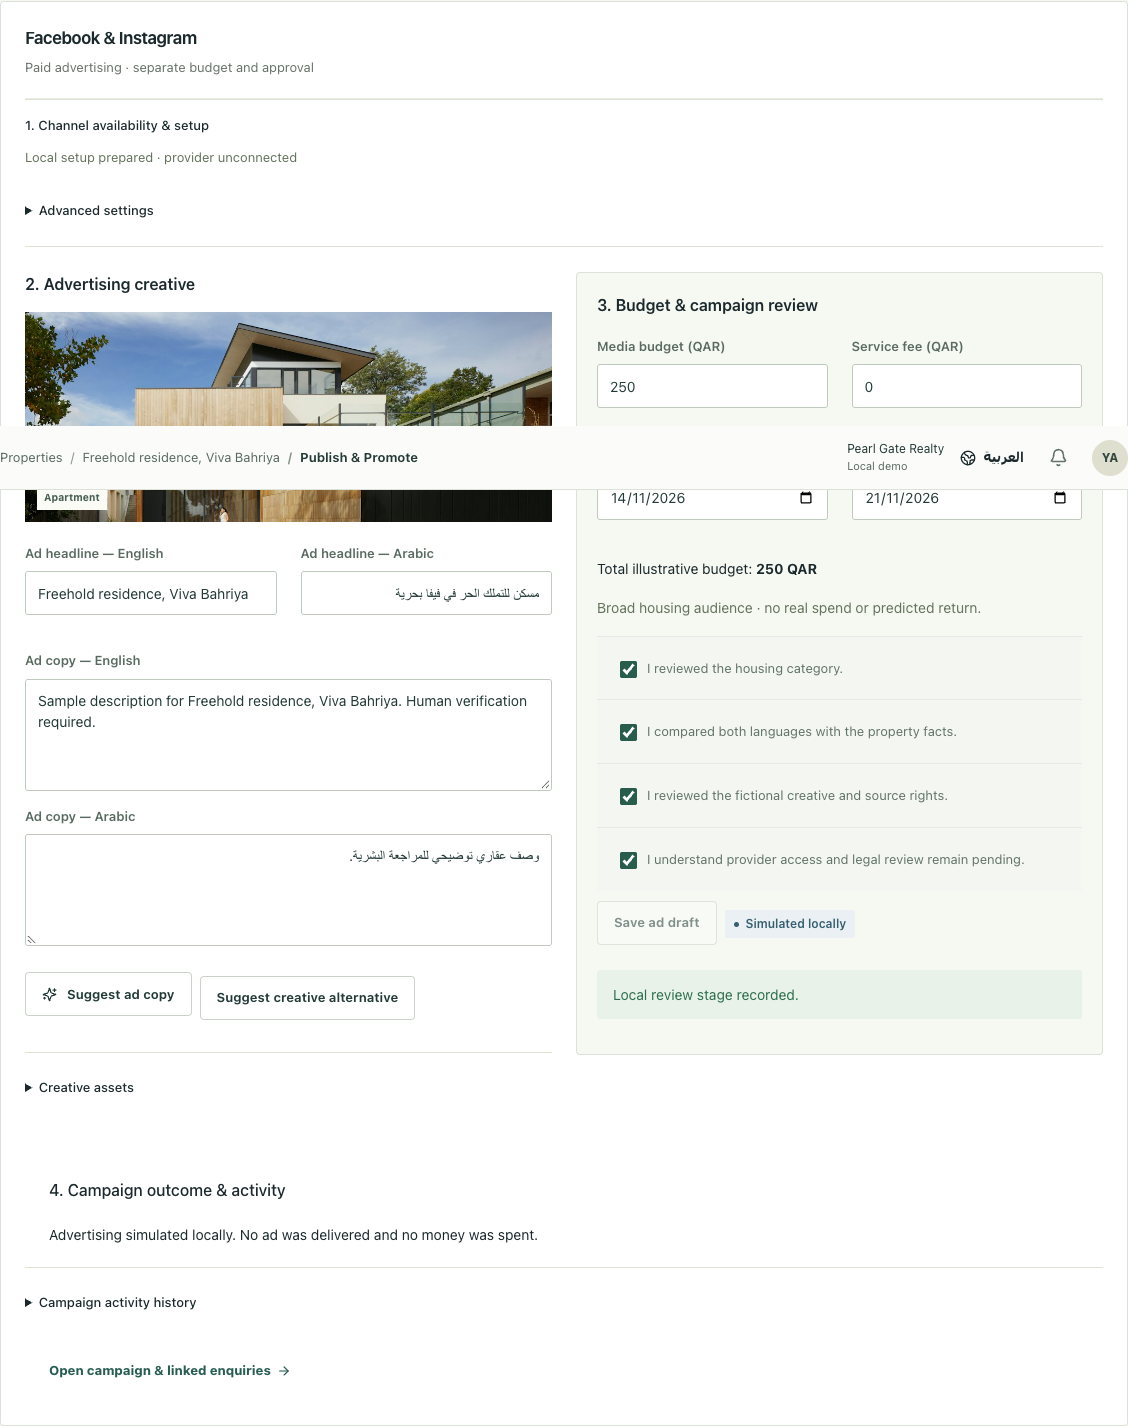 Facebook & Instagram
Paid advertising · separate budget and approval
1. Channel availability & setup
Local setup prepared · provider unconnected
Advanced settings
2. Advertising creative
3. Budget & campaign review
Media budget (QAR)
Service fee (QAR)
250
0
Properties / Freehold residence, Viva Bahriya / Publish & Promote
Pearl Gate Realty
Local demo
العربية
YA
Apartment
14/11/2026
21/11/2026
Ad headline — English
Ad headline — Arabic
Freehold residence, Viva Bahriya
مسكن للتملك الحر في فيفا بحرية
Ad copy — English
Sample description for Freehold residence, Viva Bahriya. Human verification
required.
Ad copy — Arabic
وصف عقاري توضيحي للمراجعة البشرية.
Suggest ad copy
Suggest creative alternative
Total illustrative budget: 250 QAR
Broad housing audience · no real spend or predicted return.
I reviewed the housing category.
I compared both languages with the property facts.
I reviewed the fictional creative and source rights.
I understand provider access and legal review remain pending.
Save ad draft
Simulated locally
Local review stage recorded.
Creative assets
4. Campaign outcome & activity
Advertising simulated locally. No ad was delivered and no money was spent.
Campaign activity history
Open campaign & linked enquiries →